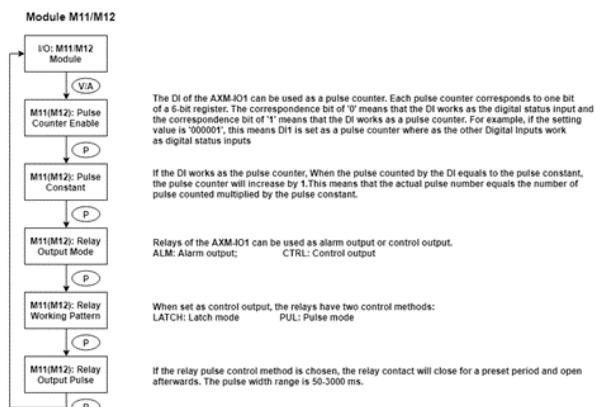 Module M11/M12
I/O: M11/M12
Module
V/A
M11(M12): Pulse
Counter Enable
The DI of the AXM-IO1 can be used as a pulse counter. Each pulse counter corresponds to one bit
of a 6-bit register. The correspondence bit of '0' means that the DI works as the digital status input and
the correspondence bit of '1' means that the DI works as a pulse counter. For example, if the setting
value is '000001', this means DI1 is set as a pulse counter where as the other Digital Inputs work
as digital status inputs
P
M11(M12): Pulse
Constant
If the DI works as the pulse counter, When the pulse counted by the DI equals to the pulse constant,
the pulse counter will increase by 1.This means that the actual pulse number equals the number of
pulse counted multiplied by the pulse constant.
P
M11(M12): Relay
Output Mode
Relays of the AXM-IO1 can be used as alarm output or control output.
ALM: Alarm output; CTRL: Control output
P
M11(M12): Relay
Working Pattern
When set as control output, the relays have two control methods:
LATCH: Latch mode PUL: Pulse mode
P
M11(M12): Relay
Output Pulse
If the relay pulse control method is chosen, the relay contact will close for a preset period and open
afterwards. The pulse width range is 50-3000 ms.
P